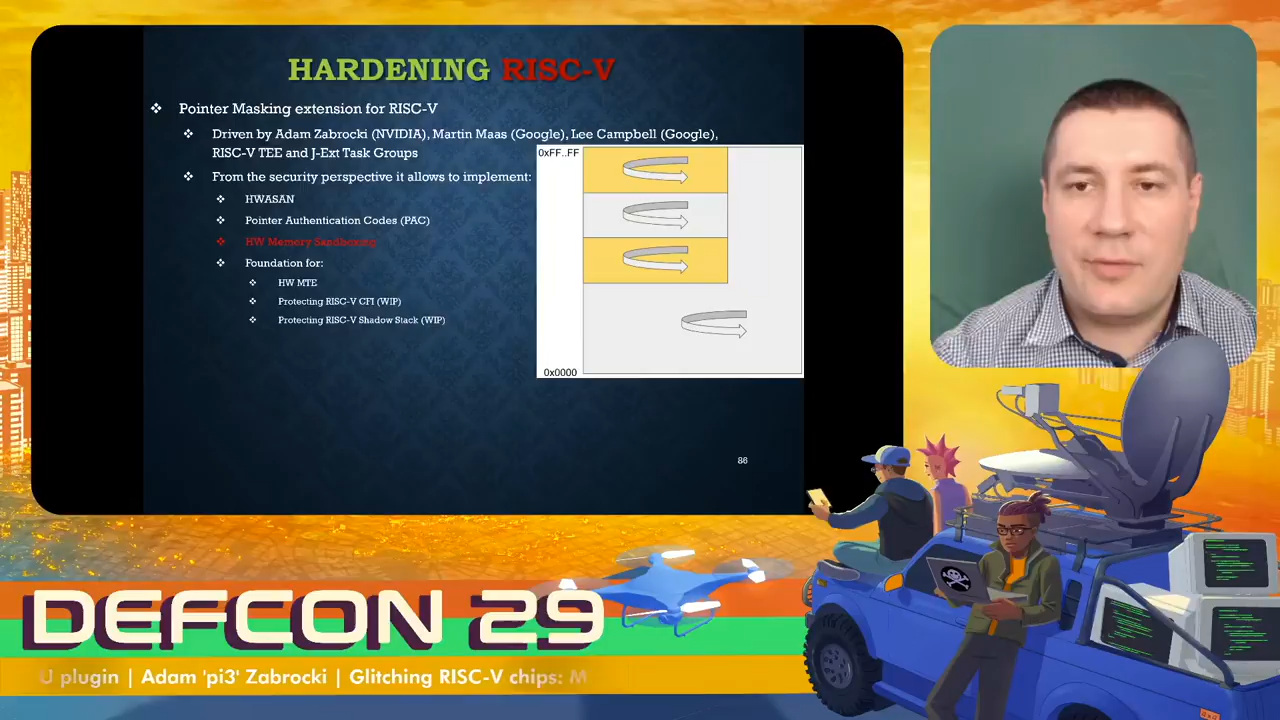 HARDENING RISC-V
Pointer Masking extension for RISC-V
Driven by Adam Zabrocki (NVIDIA), Martin Maas (Google), Lee Campbell (Google),
RISC-V TEE and J-Ext Task Groups
From the security perspective it allows to implement:
HWASAN
Pointer Authentication Codes (PAC)
HW Memory Sandboxing
Foundation for:
HW MTE
Protecting RISC-V CFI (WIP)
Protecting RISC-V Shadow Stack (WIP)
0xFF..FF
0x0000
86
DEFCON 29
U plugin | Adam 'pi3' Zabrocki | Glitching RISC-V chips: M